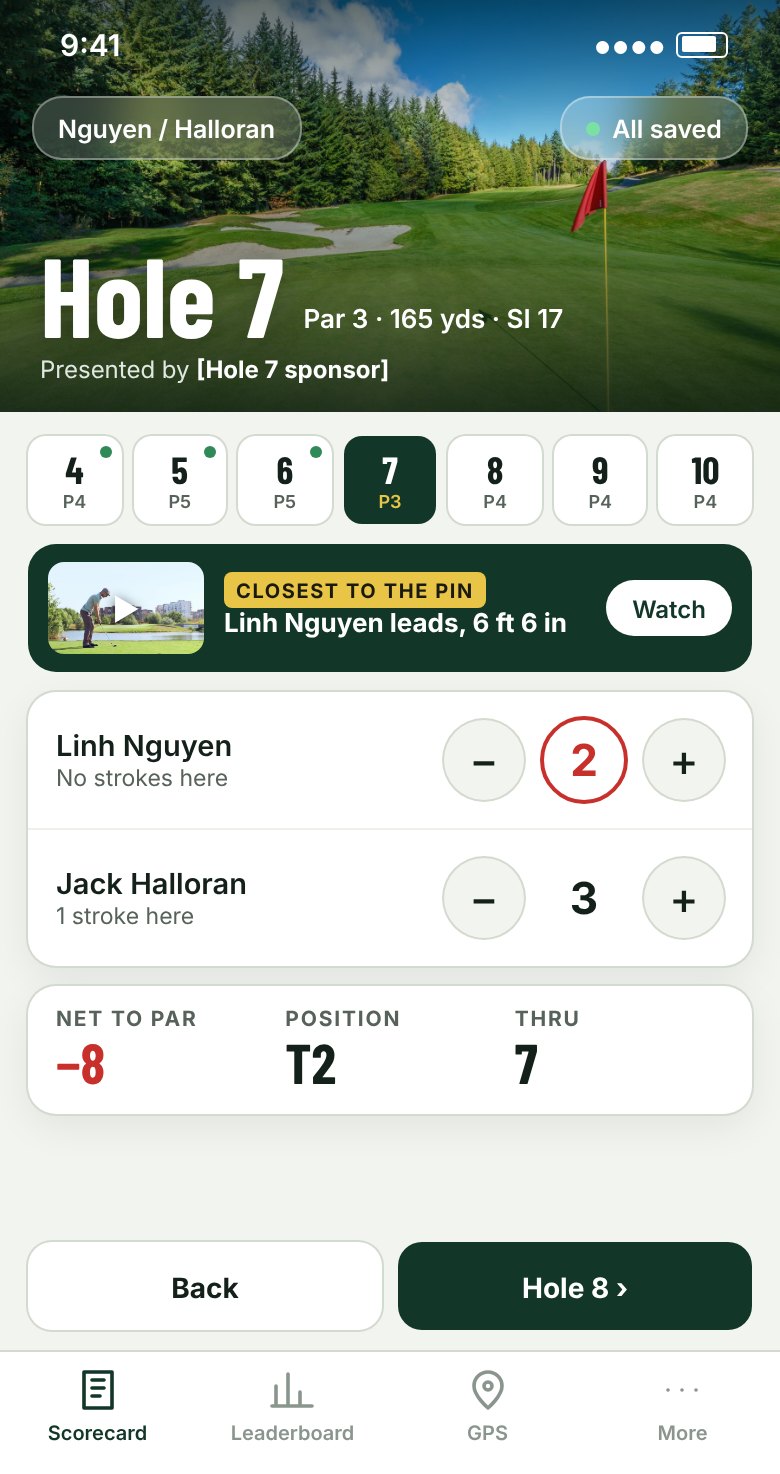 9:41
Nguyen / Halloran
All saved
Hole 7 Par 3 · 165 yds · SI 17
Presented by [Hole 7 sponsor]
4 5 6 7 8 9 10
P4 P5 P5 P3 P4 P4 P4
CLOSEST TO THE PIN
Linh Nguyen leads, 6 ft 6 in
Watch
Linh Nguyen
No strokes here
− 2 +
Jack Halloran
1 stroke here
− 3 +
NET TO PAR POSITION THRU
−8 T2 7
Back Hole 8 ›
Scorecard Leaderboard GPS More